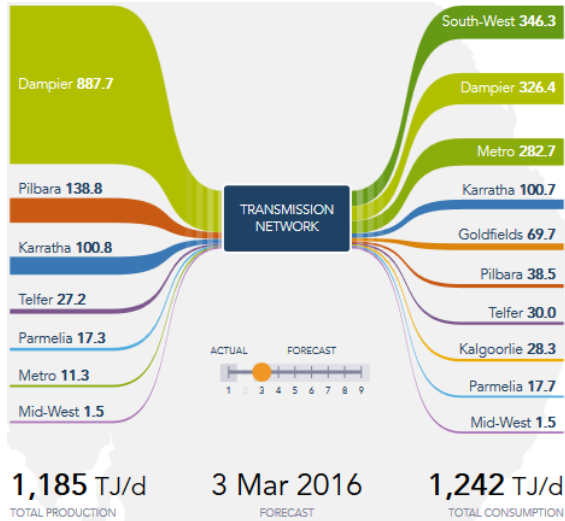 Dampier 887.7
Pilbara 138.8
Karratha 100.8
Telfer 27.2
Parmelia 17.3
Metro 11.3
Mid-West 1.5
TRANSMISSION
NETWORK
South-West 346.3
Dampier 326.4
Metro 282.7
Karratha 100.7
Goldfields 69.7
Pilbara 38.5
Telfer 30.0
Kalgoorlie 28.3
Parmelia 17.7
Mid-West 1.5
ACTUAL FORECAST
1 2 3 4 5 6 7 8 9
1,185 TJ/d
TOTAL PRODUCTION
3 Mar 2016
FORECAST
1,242 TJ/d
TOTAL CONSUMPTION